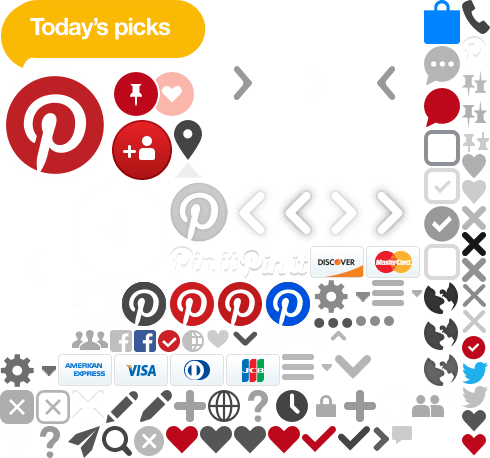 Today's picks
Pin it Pin it
DISCOVER
MasterCard
AMERICAN EXPRESS
VISA
JCB